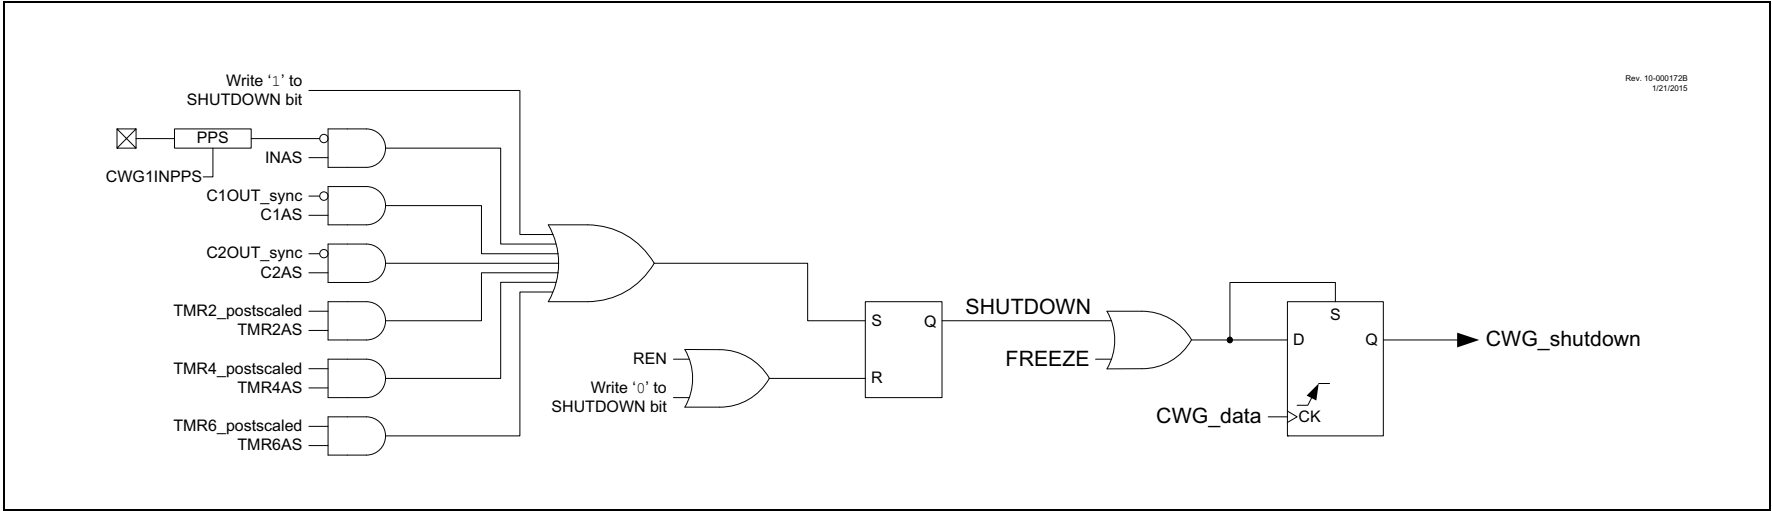 Rev. 10-000172B
1/21/2015
Write ‘1’ to
SHUTDOWN bit
PPS
INAS
CWG1INPPS
C1OUT_sync
C1AS
C2OUT_sync
C2AS
TMR2_postscaled
TMR2AS
TMR4_postscaled
TMR4AS
TMR6_postscaled
TMR6AS
REN
Write ‘0’ to
SHUTDOWN bit
S
Q
R
SHUTDOWN
FREEZE
S
D
Q
CK
CWG_data
CWG_shutdown